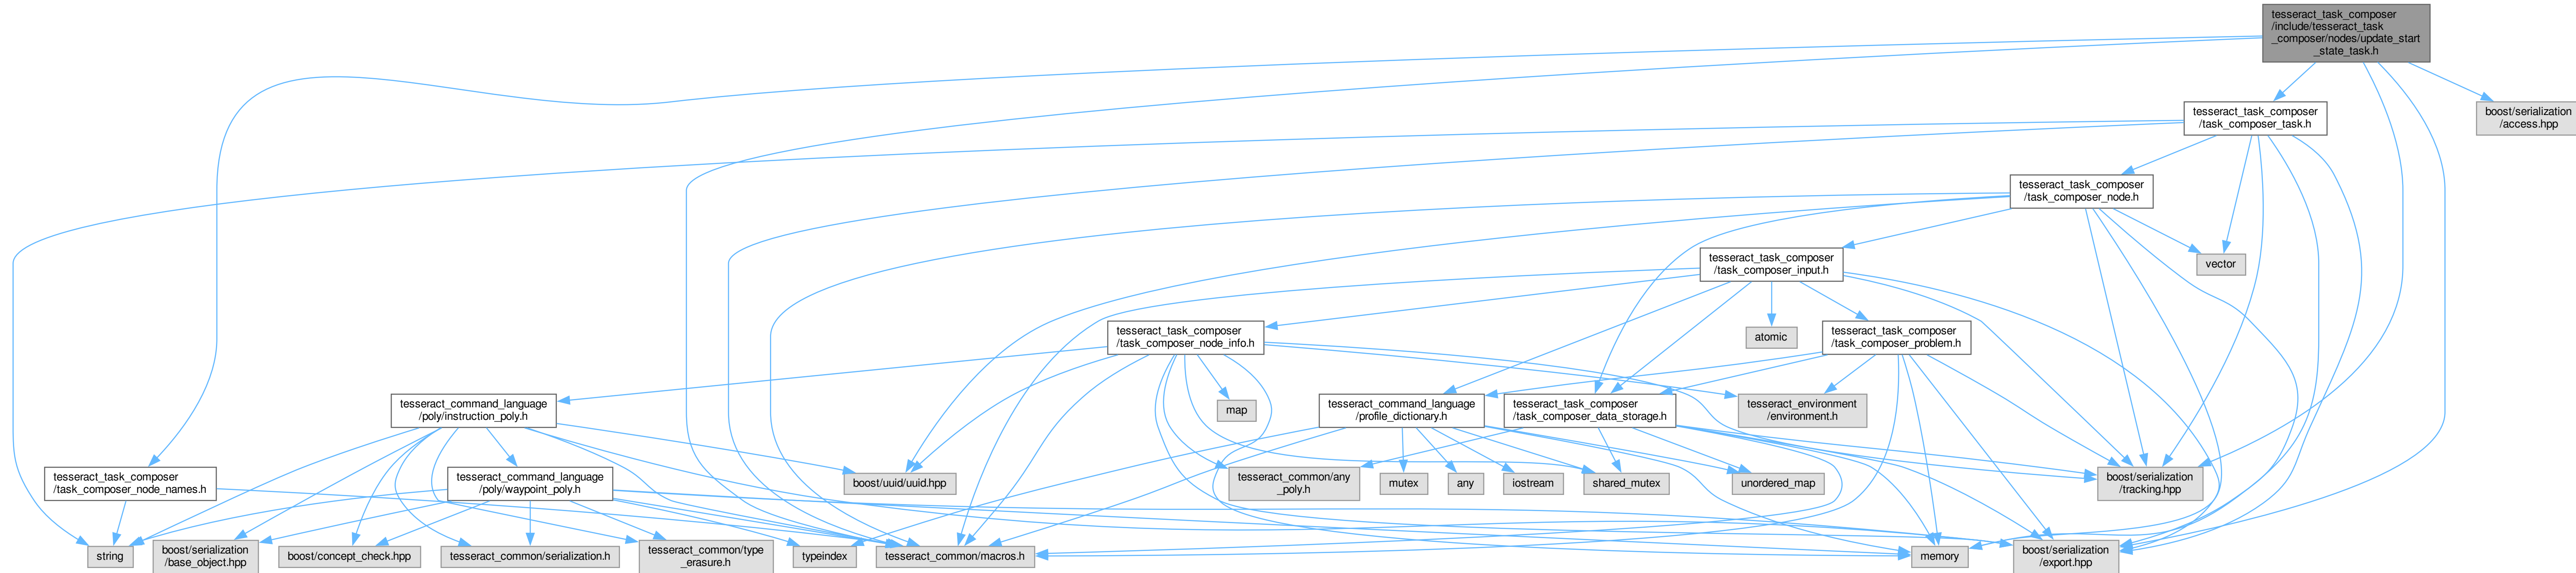 tesseract_task_composer
/include/tesseract_task
_composer/nodes/update_start
_state_task.h
boost/serialization
/access.hpp
tesseract_task_composer
/task_composer_task.h
tesseract_task_composer
/task_composer_node.h
vector
tesseract_task_composer
/task_composer_input.h
tesseract_task_composer
/task_composer_node_info.h
atomic
tesseract_task_composer
/task_composer_problem.h
tesseract_command_language
/poly/instruction_poly.h
map
tesseract_command_language
/profile_dictionary.h
tesseract_task_composer
/task_composer_data_storage.h
tesseract_environment
/environment.h
tesseract_task_composer
/task_composer_node_names.h
tesseract_command_language
/poly/waypoint_poly.h
boost/uuid/uuid.hpp
tesseract_common/any
_poly.h
mutex
any
iostream
shared_mutex
unordered_map
boost/serialization
/tracking.hpp
string
boost/serialization
/base_object.hpp
boost/concept_check.hpp
tesseract_common/serialization.h
tesseract_common/type
_erasure.h
typeindex
tesseract_common/macros.h
memory
boost/serialization
/export.hpp